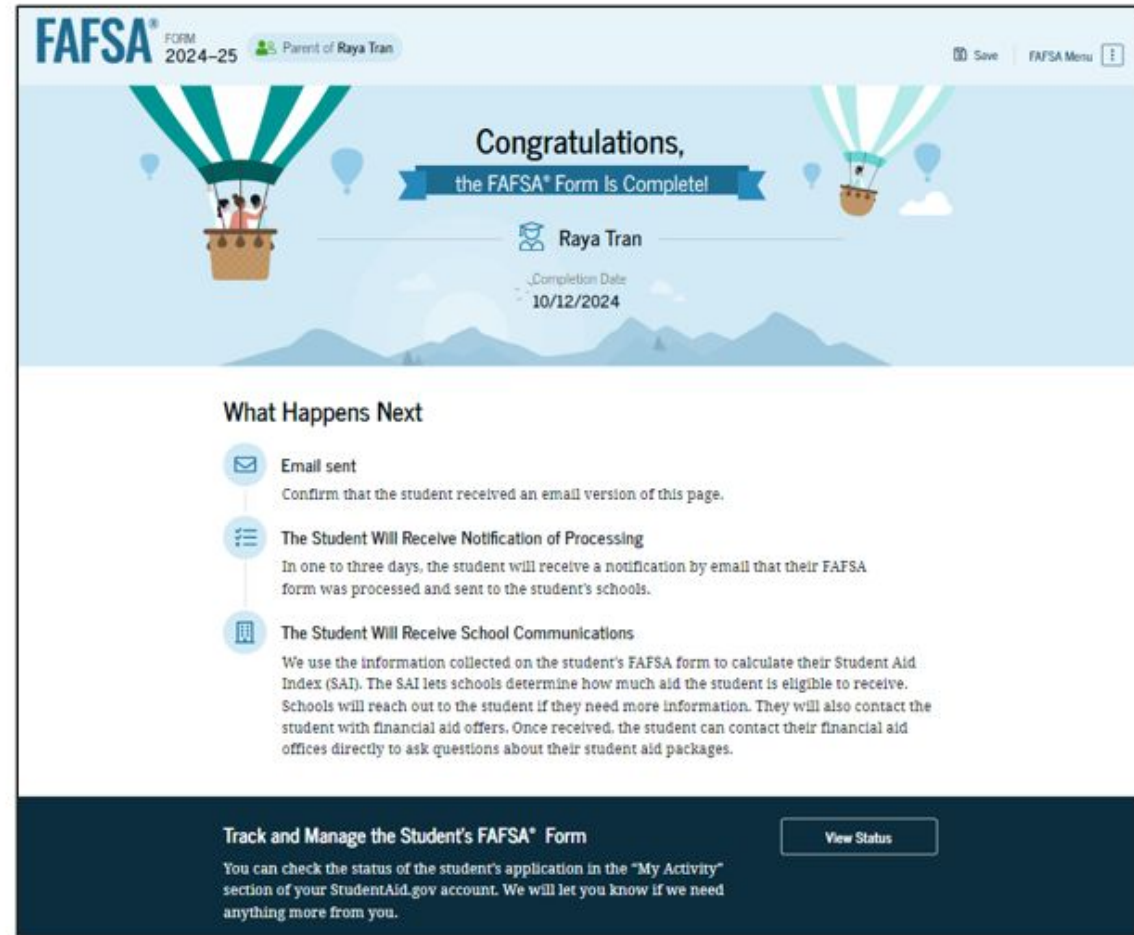 FAFSA® FORM 2024–25 Parent of Raya Tran Save FAFSA Menu
Congratulations,
the FAFSA® Form Is Complete!
Raya Tran
Completion Date
10/12/2024
What Happens Next
Email sent
Confirm that the student received an email version of this page.
The Student Will Receive Notification of Processing
In one to three days, the student will receive a notification by email that their FAFSA
form was processed and sent to the student's schools.
The Student Will Receive School Communications
We use the information collected on the student's FAFSA form to calculate their Student Aid
Index (SAI). The SAI lets schools determine how much aid the student is eligible to receive.
Schools will reach out to the student if they need more information. They will also contact the
student with financial aid offers. Once received, the student can contact their financial aid
offices directly to ask questions about their student aid packages.
Track and Manage the Student's FAFSA® Form
View Status
You can check the status of the student's application in the "My Activity"
section of your StudentAid.gov account. We will let you know if we need
anything more from you.